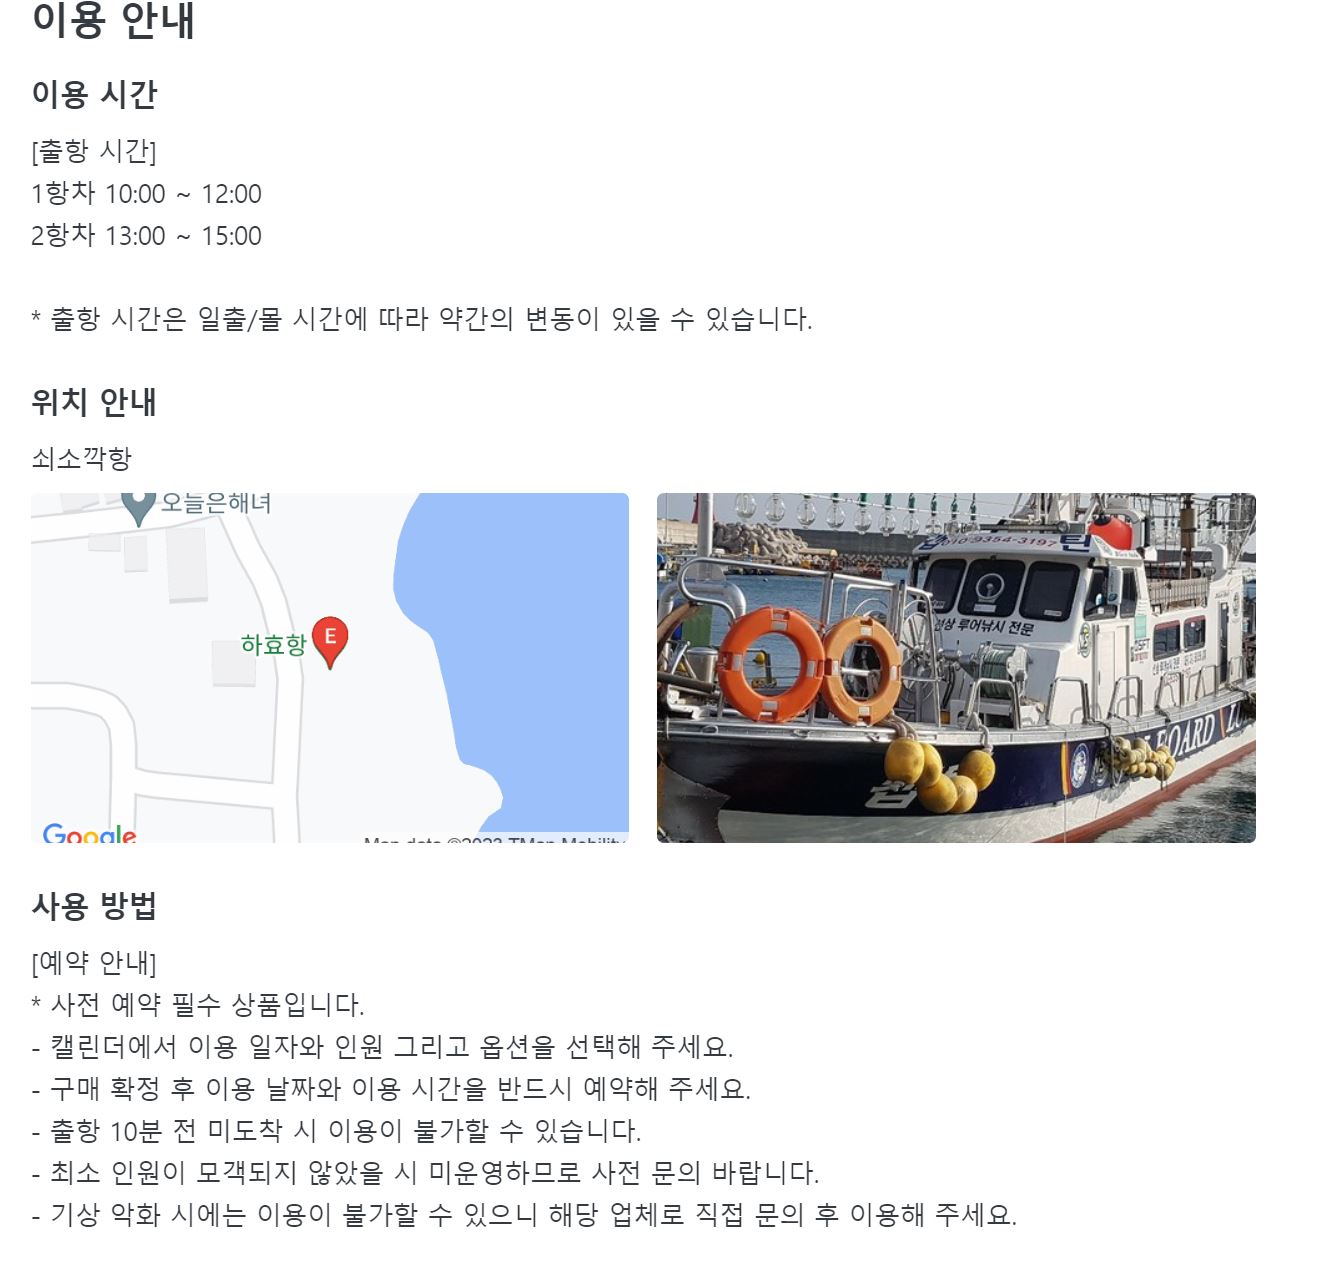 이용 안내
이용 시간
[출항 시간]
1항차 10:00 ~ 12:00
2항차 13:00 ~ 15:00
* 출항 시간은 일출/몰 시간에 따라 약간의 변동이 있을 수 있습니다.
위치 안내
쇠소깍항
오늘은해녀
하효항
E
Google
Map data ©2023 TMap Mobility
010-9354-3197
선상 루어낚시 전문
BOARD
사용 방법
[예약 안내]
* 사전 예약 필수 상품입니다.
- 캘린더에서 이용 일자와 인원 그리고 옵션을 선택해 주세요.
- 구매 확정 후 이용 날짜와 이용 시간을 반드시 예약해 주세요.
- 출항 10분 전 미도착 시 이용이 불가할 수 있습니다.
- 최소 인원이 모객되지 않았을 시 미운영하므로 사전 문의 바랍니다.
- 기상 악화 시에는 이용이 불가할 수 있으니 해당 업체로 직접 문의 후 이용해 주세요.